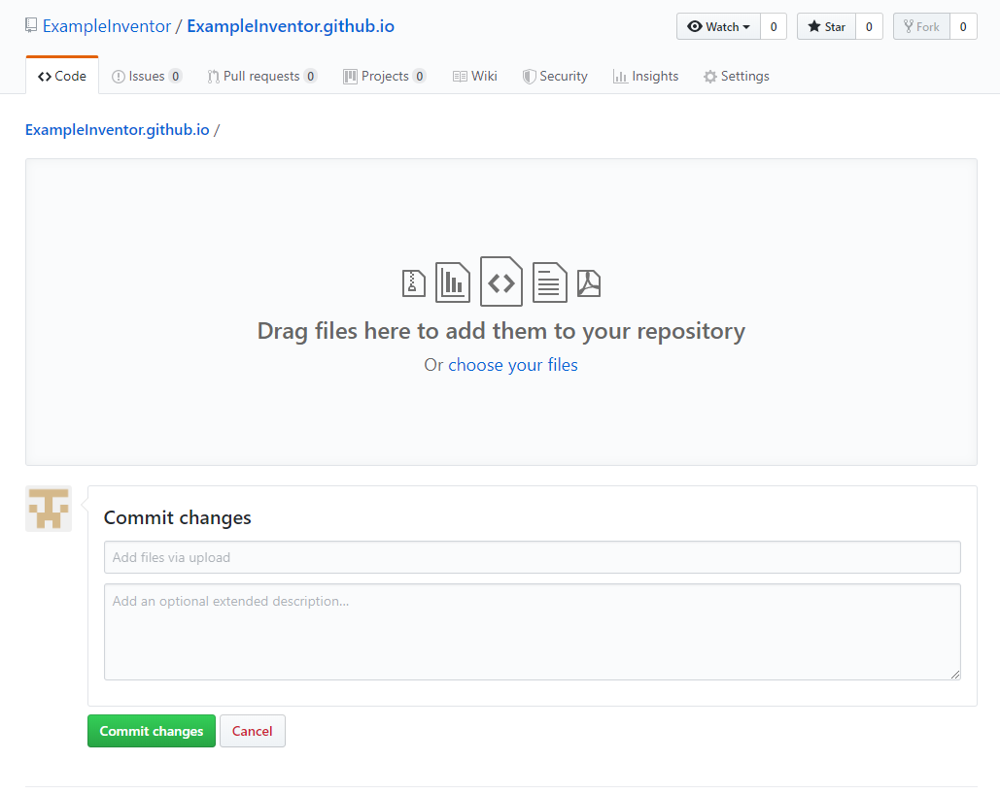 ExampleInventor / ExampleInventor.github.io Watch 0 Star 0 Fork 0
Code Issues 0 Pull requests 0 Projects 0 Wiki Security Insights Settings
ExampleInventor.github.io /
Drag files here to add them to your repository
Or choose your files
Commit changes
Add files via upload
Add an optional extended description...
Commit changes Cancel